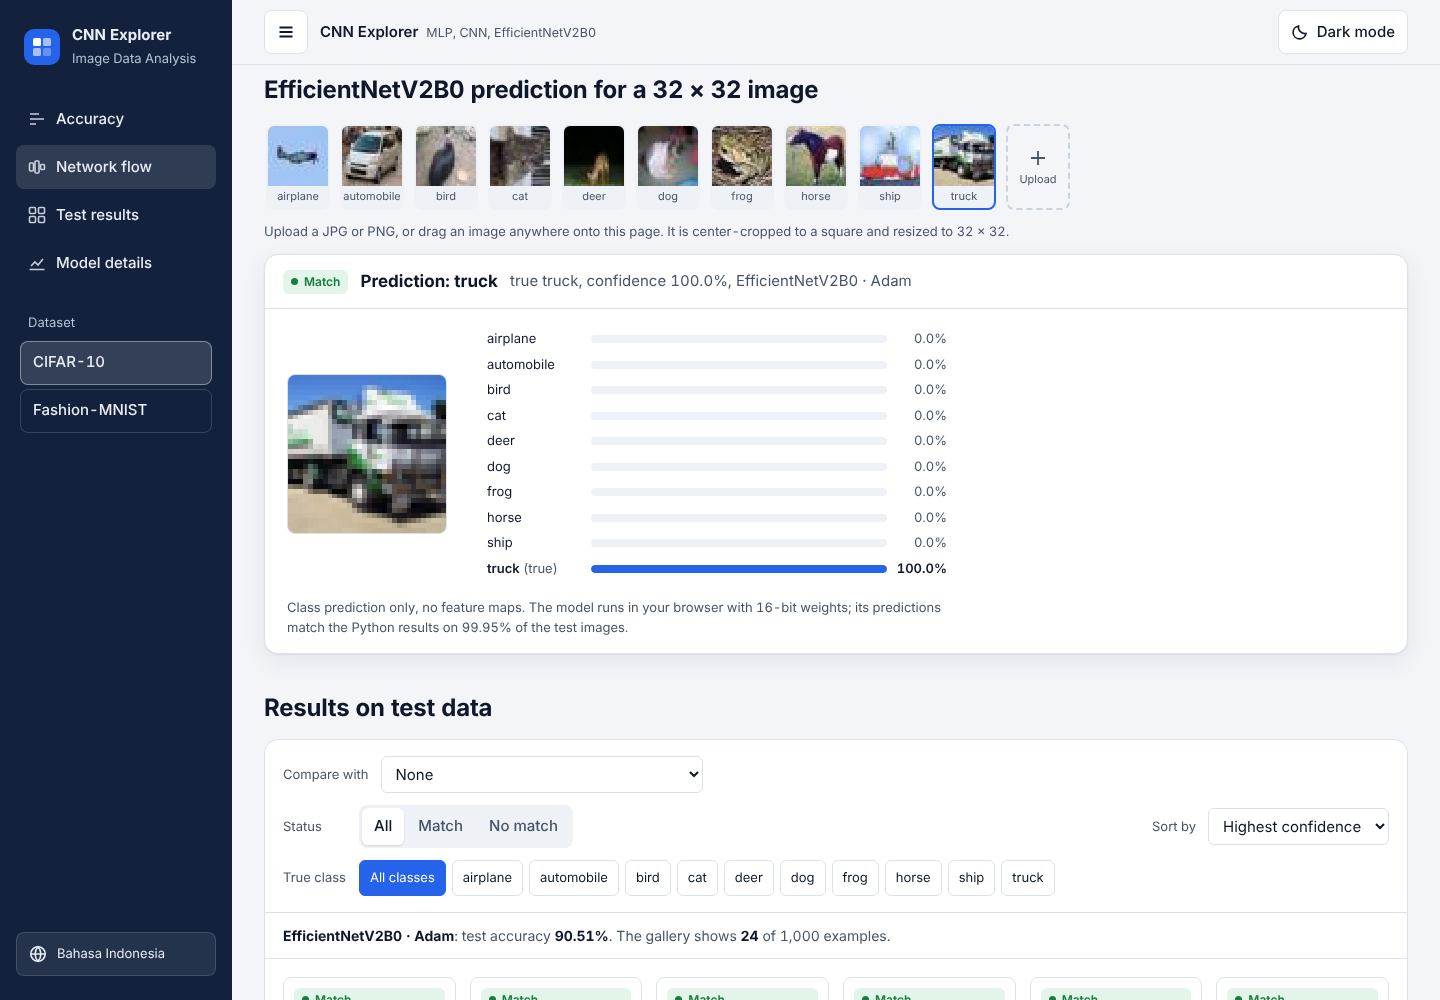 CNN Explorer
Image Data Analysis
Accuracy
Network flow
Test results
Model details
Dataset
CIFAR-10
Fashion-MNIST
Bahasa Indonesia
CNN Explorer MLP, CNN, EfficientNetV2B0
Dark mode
EfficientNetV2B0 prediction for a 32 × 32 image
airplane automobile bird cat deer dog frog horse ship truck Upload
Upload a JPG or PNG, or drag an image anywhere onto this page. It is center-cropped to a square and resized to 32 × 32.
Match Prediction: truck true truck, confidence 100.0%, EfficientNetV2B0 · Adam
airplane 0.0%
automobile 0.0%
bird 0.0%
cat 0.0%
deer 0.0%
dog 0.0%
frog 0.0%
horse 0.0%
ship 0.0%
truck (true) 100.0%
Class prediction only, no feature maps. The model runs in your browser with 16-bit weights; its predictions
match the Python results on 99.95% of the test images.
Results on test data
Compare with None
Status All Match No match Sort by Highest confidence
True class All classes airplane automobile bird cat deer dog frog horse ship truck
EfficientNetV2B0 · Adam: test accuracy 90.51%. The gallery shows 24 of 1,000 examples.
Match Match Match Match Match Match